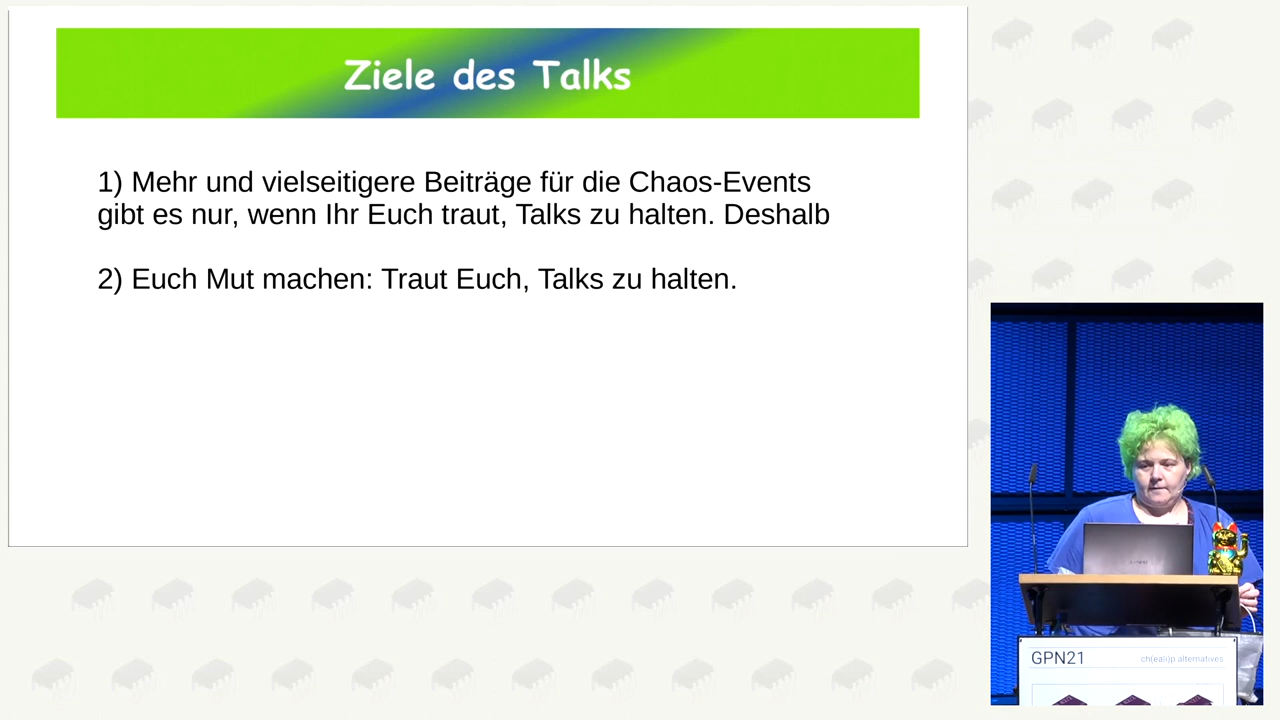 Ziele des Talks
1) Mehr und vielseitigere Beiträge für die Chaos-Events
gibt es nur, wenn Ihr Euch traut, Talks zu halten. Deshalb
2) Euch Mut machen: Traut Euch, Talks zu halten.
GPN21
ch(ea(i)p alternatives